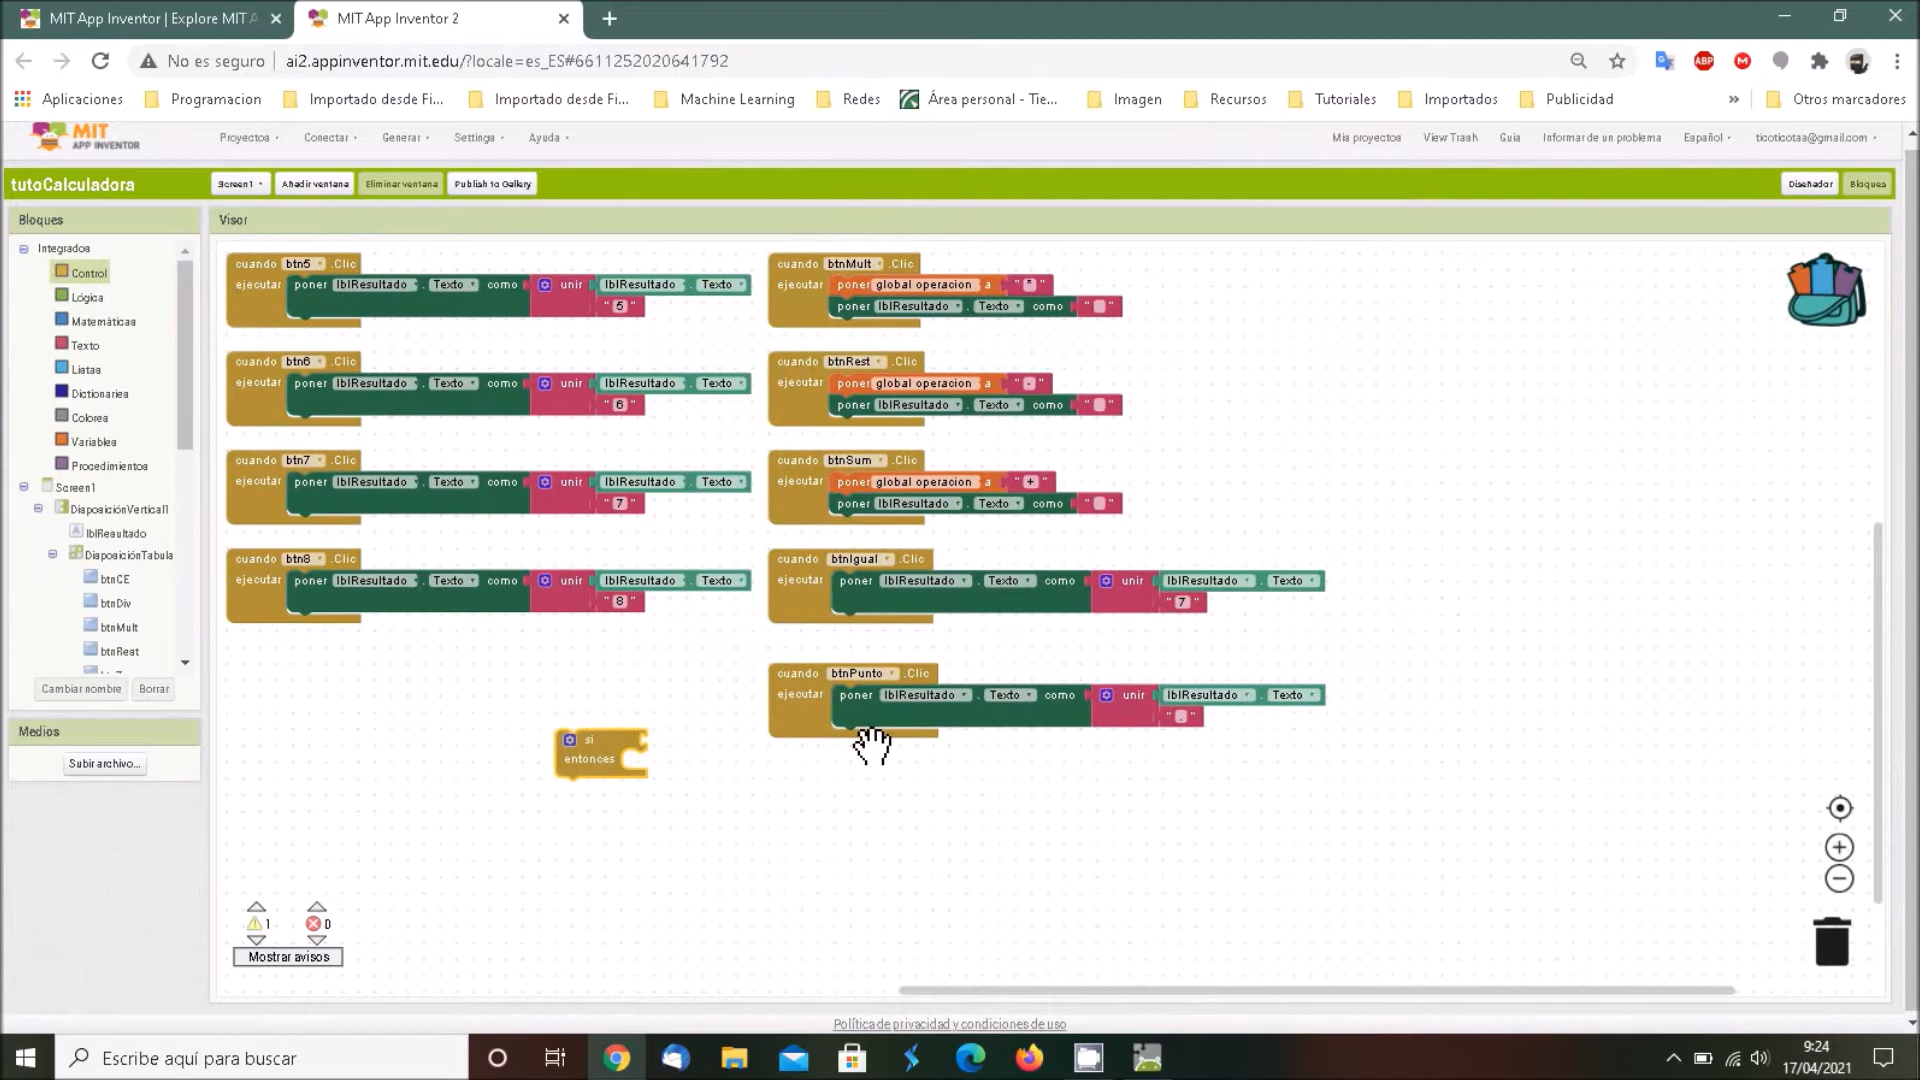 MIT App Inventor | Explore MIT A
MIT App Inventor 2
No es seguro
ai2.appinventor.mit.edu/?locale=es_ES#6611252020641792
ABP
M
Aplicaciones
Programacion
Importado desde Fi...
Importado desde Fi...
Machine Learning
Redes
Área personal - Tie...
Imagen
Recursos
Tutoriales
Importados
Publicidad
»
Otros marcadores
MIT
APP INVENTOR
Proyectos
Conectar
Generar
Settings
Ayuda
Mis proyectos
View Trash
Guía
Informar de un problema
Español
ticoticotaa@gmail.com
tutoCalculadora
Screen1
Añadir ventana
Eliminar ventana
Publish to Gallery
Diseñador
Bloques
Bloques
Visor
Integrados
Control
Lógica
Matemáticas
Texto
Listas
Dictionaries
Colores
Variables
Procedimientos
Screen1
DisposiciónVertical1
A lblResultado
DisposiciónTabula
btnCE
btnDiv
btnMult
btnRest
Cambiar nombre
Borrar
Medios
Subir archivo...
cuando btn5 .Clic
ejecutar poner lblResultado . Texto como unir lblResultado . Texto
" 5 "
cuando btn6 .Clic
ejecutar poner lblResultado . Texto como unir lblResultado . Texto
" 6 "
cuando btn7 .Clic
ejecutar poner lblResultado . Texto como unir lblResultado . Texto
" 7 "
cuando btn8 .Clic
ejecutar poner lblResultado . Texto como unir lblResultado . Texto
" 8 "
si
entonces
cuando btnMult .Clic
ejecutar poner global operacion a " * "
poner lblResultado . Texto como " "
cuando btnRest .Clic
ejecutar poner global operacion a " - "
poner lblResultado . Texto como " "
cuando btnSum .Clic
ejecutar poner global operacion a " + "
poner lblResultado . Texto como " "
cuando btnIgual .Clic
ejecutar poner lblResultado . Texto como unir lblResultado . Texto
" 7 "
cuando btnPunto .Clic
ejecutar poner lblResultado . Texto como unir lblResultado . Texto
" . "
1
0
Mostrar avisos
Política de privacidad y condiciones de uso
Escribe aquí para buscar
9:24
17/04/2021